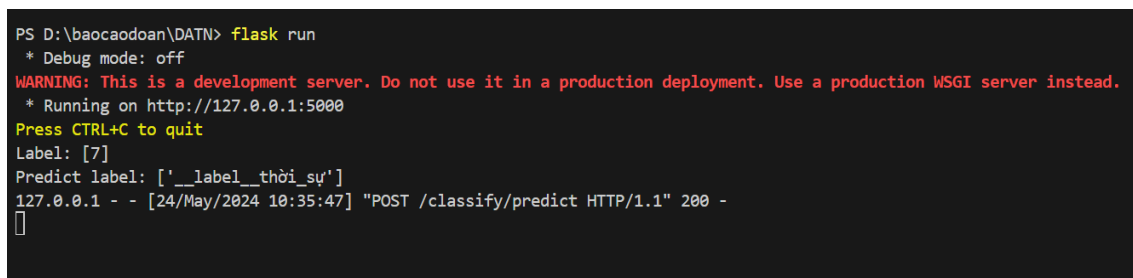 PS D:\baocaodoan\DATN> flask run
 * Debug mode: off
WARNING: This is a development server. Do not use it in a production deployment. Use a production WSGI server instead.
 * Running on http://127.0.0.1:5000
Press CTRL+C to quit
Label: [7]
Predict label: ['__label__thời_sự']
127.0.0.1 - - [24/May/2024 10:35:47] "POST /classify/predict HTTP/1.1" 200 -